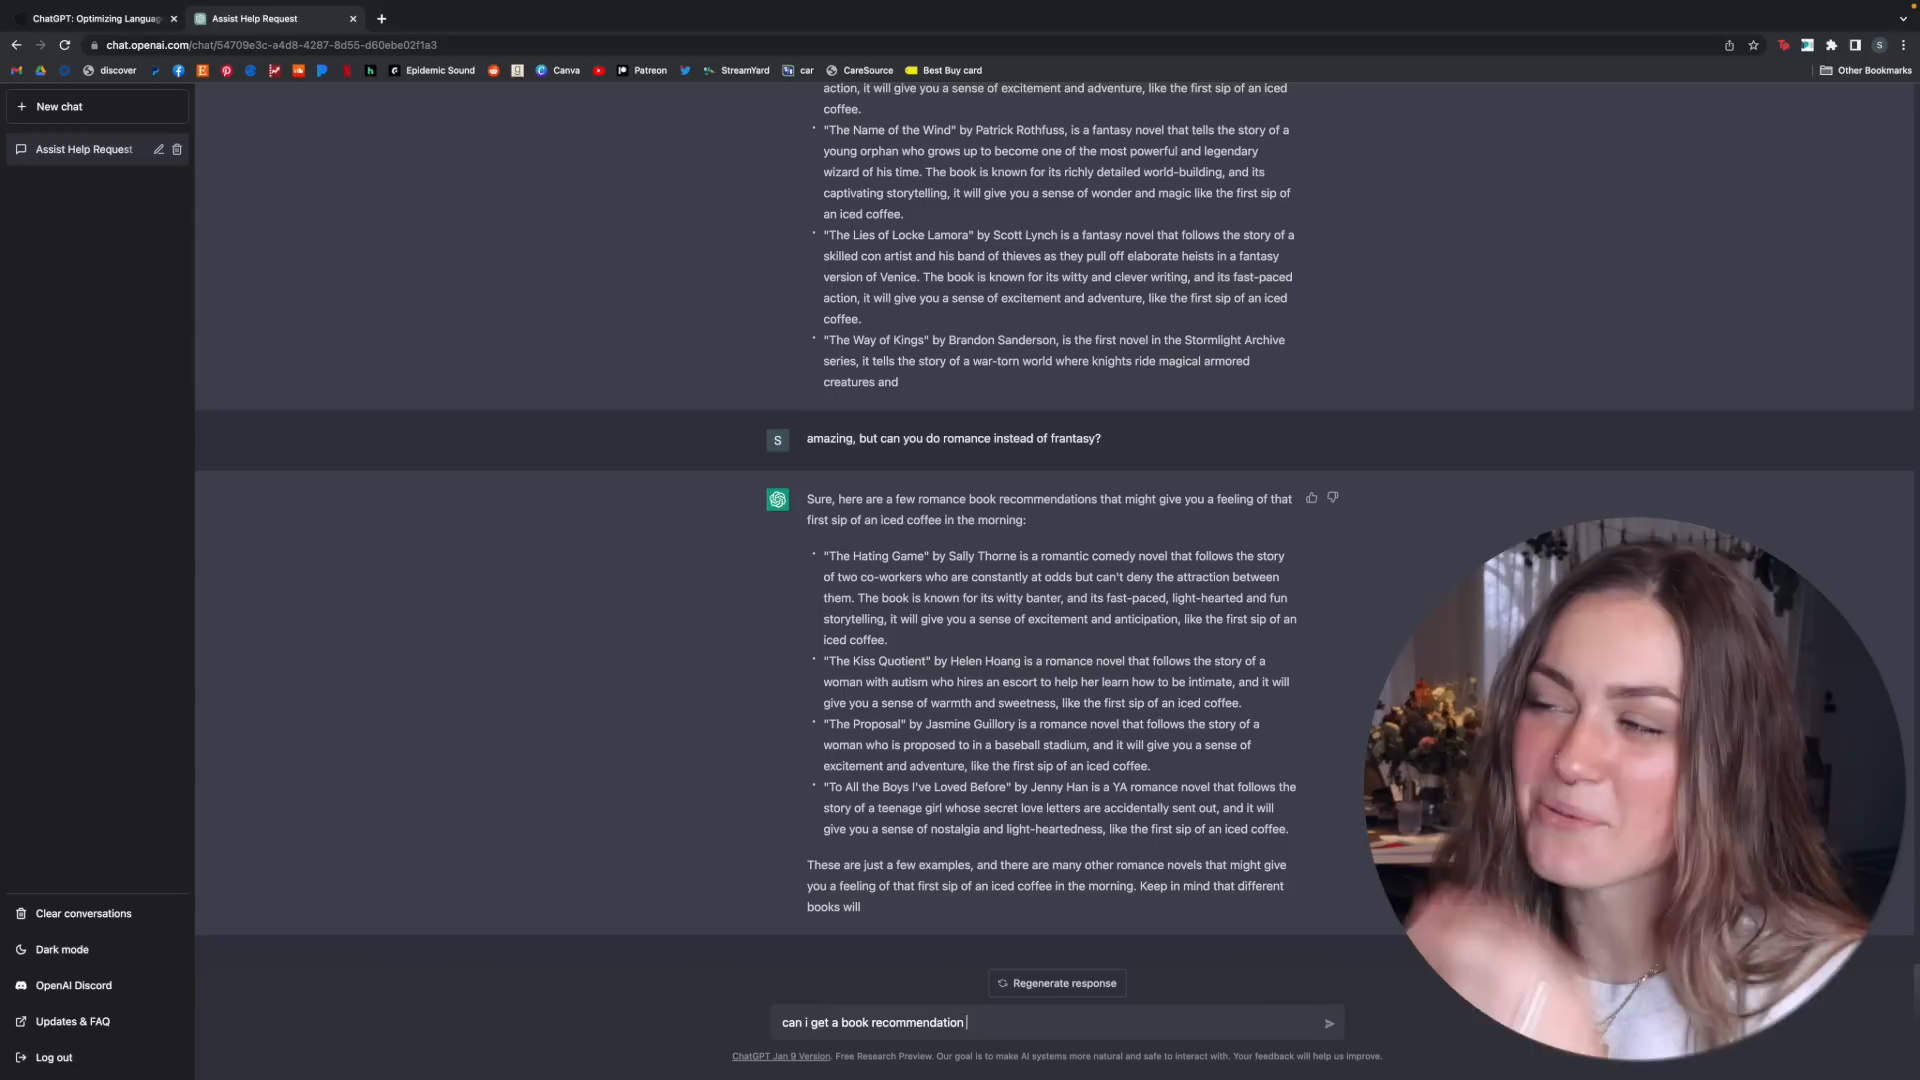 ChatGPT: Optimizing Languag
Assist Help Request
chat.openai.com/chat/54709e3c-a4d8-4287-8d55-d60ebe02f1a3
discover
Epidemic Sound
Canva
Patreon
StreamYard
car
CareSource
Best Buy card
Other Bookmarks
New chat
Assist Help Request
action, it will give you a sense of excitement and adventure, like the first sip of an iced
coffee.
"The Name of the Wind" by Patrick Rothfuss, is a fantasy novel that tells the story of a
young orphan who grows up to become one of the most powerful and legendary
wizard of his time. The book is known for its richly detailed world-building, and its
captivating storytelling, it will give you a sense of wonder and magic like the first sip of
an iced coffee.
"The Lies of Locke Lamora" by Scott Lynch is a fantasy novel that follows the story of a
skilled con artist and his band of thieves as they pull off elaborate heists in a fantasy
version of Venice. The book is known for its witty and clever writing, and its fast-paced
action, it will give you a sense of excitement and adventure, like the first sip of an iced
coffee.
"The Way of Kings" by Brandon Sanderson, is the first novel in the Stormlight Archive
series, it tells the story of a war-torn world where knights ride magical armored
creatures and
S
amazing, but can you do romance instead of frantasy?
Sure, here are a few romance book recommendations that might give you a feeling of that
first sip of an iced coffee in the morning:
"The Hating Game" by Sally Thorne is a romantic comedy novel that follows the story
of two co-workers who are constantly at odds but can't deny the attraction between
them. The book is known for its witty banter, and its fast-paced, light-hearted and fun
storytelling, it will give you a sense of excitement and anticipation, like the first sip of an
iced coffee.
"The Kiss Quotient" by Helen Hoang is a romance novel that follows the story of a
woman with autism who hires an escort to help her learn how to be intimate, and it will
give you a sense of warmth and sweetness, like the first sip of an iced coffee.
"The Proposal" by Jasmine Guillory is a romance novel that follows the story of a
woman who is proposed to in a baseball stadium, and it will give you a sense of
excitement and adventure, like the first sip of an iced coffee.
"To All the Boys I've Loved Before" by Jenny Han is a YA romance novel that follows the
story of a teenage girl whose secret love letters are accidentally sent out, and it will
give you a sense of nostalgia and light-heartedness, like the first sip of an iced coffee.
These are just a few examples, and there are many other romance novels that might give
you a feeling of that first sip of an iced coffee in the morning. Keep in mind that different
books will
Clear conversations
Dark mode
OpenAI Discord
Updates & FAQ
Log out
Regenerate response
can i get a book recommendation
ChatGPT Jan 9 Version. Free Research Preview. Our goal is to make AI systems more natural and safe to interact with. Your feedback will help us improve.